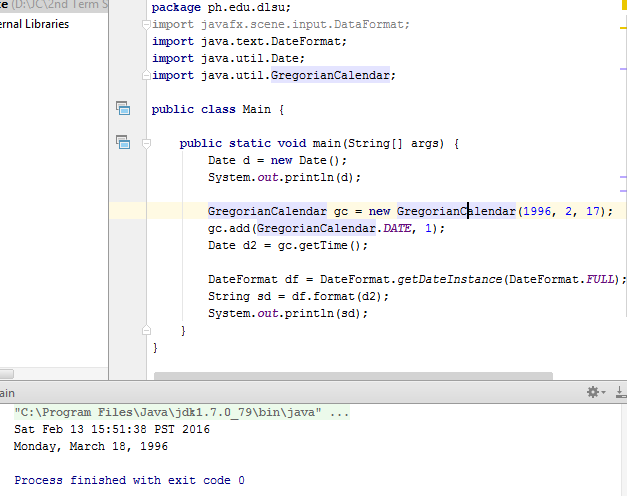 te (D:\JC\2nd Term S
ernal Libraries
package ph.edu.dlsu;
import javafx.scene.input.DataFormat;
import java.text.DateFormat;
import java.util.Date;
import java.util.GregorianCalendar;
public class Main {
public static void main(String[] args) {
Date d = new Date();
System.out.println(d);
GregorianCalendar gc = new GregorianCalendar(1996, 2, 17);
gc.add(GregorianCalendar.DATE, 1);
Date d2 = gc.getTime();
DateFormat df = DateFormat.getDateInstance(DateFormat.FULL);
String sd = df.format(d2);
System.out.println(sd);
}
}
ain
"C:\Program Files\Java\jdk1.7.0_79\bin\java" ...
Sat Feb 13 15:51:38 PST 2016
Monday, March 18, 1996
Process finished with exit code 0